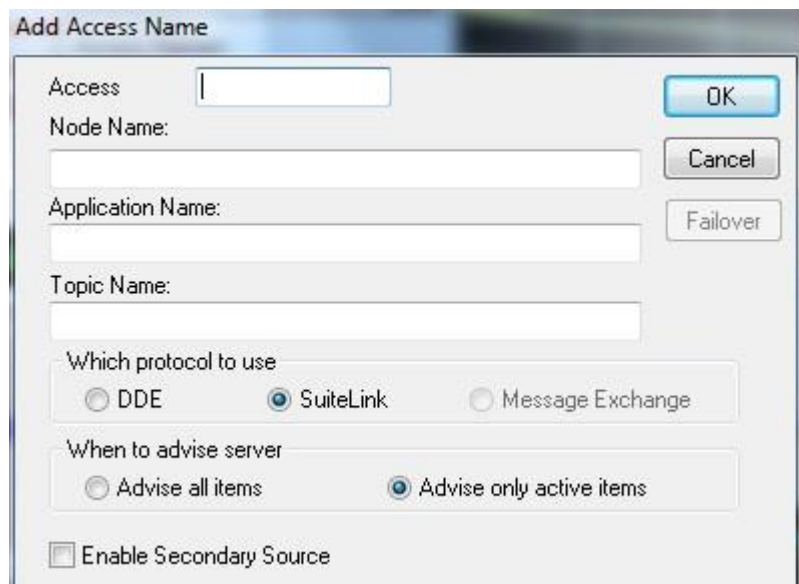 Add Access Name
Access
OK
Node Name:
Cancel
Application Name:
Failover
Topic Name:
Which protocol to use
DDE SuiteLink Message Exchange
When to advise server
Advise all items Advise only active items
Enable Secondary Source